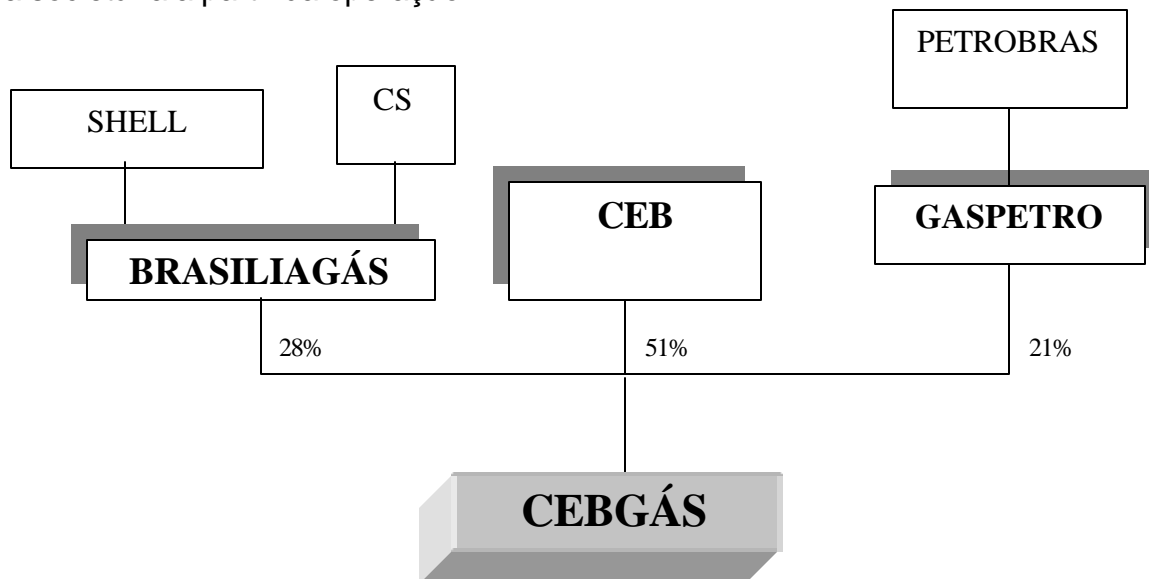 PETROBRAS
SHELL
CS
CEB
GASPETRO
BRASILIAGÁS
28%
51%
21%
CEBGÁS